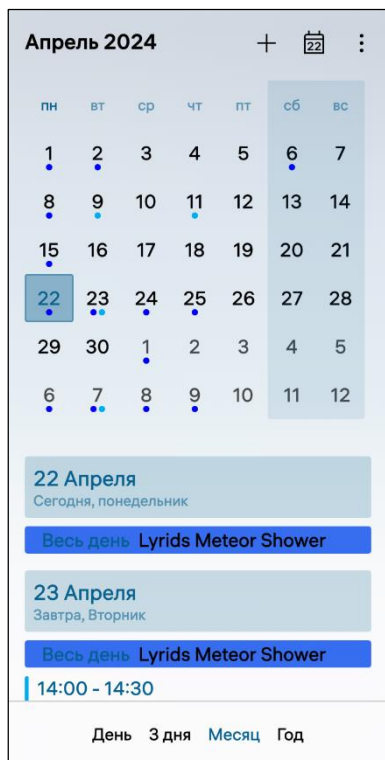 Апрель 2024
22
пн вт ср чт пт сб вс
1 2 3 4 5 6 7
8 9 10 11 12 13 14
15 16 17 18 19 20 21
22 23 24 25 26 27 28
29 30 1 2 3 4 5
6 7 8 9 10 11 12
22 Апреля
Сегодня, понедельник
Весь день Lyrids Meteor Shower
23 Апреля
Завтра, Вторник
Весь день Lyrids Meteor Shower
14:00 - 14:30
День 3 дня Месяц Год